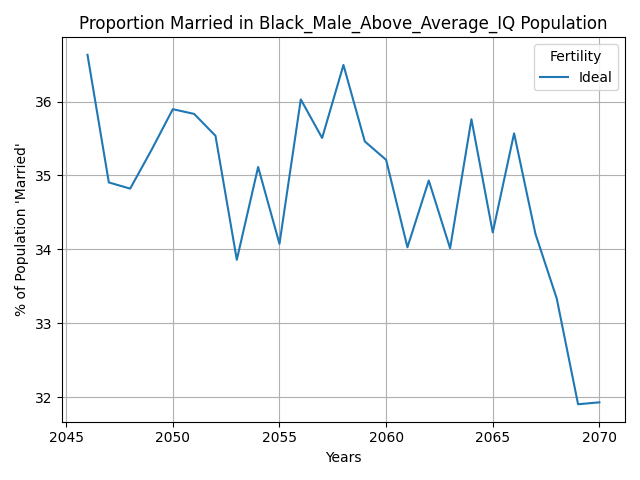 Proportion Married in Black_Male_Above_Average_IQ Population
Fertility
Ideal
36
35
34
33
32
% of Population 'Married'
2045
2050
2055
2060
2065
2070
Years